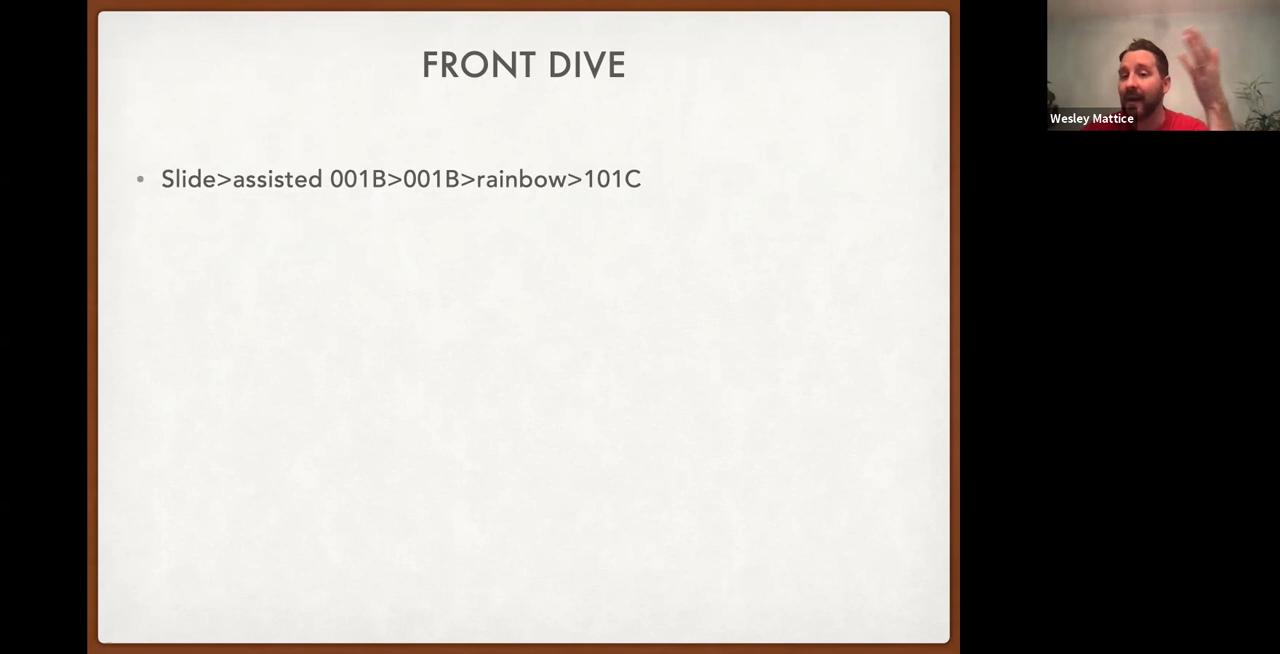 FRONT DIVE
Wesley Mattice
• Slide>assisted 001B>001B>rainbow>101C